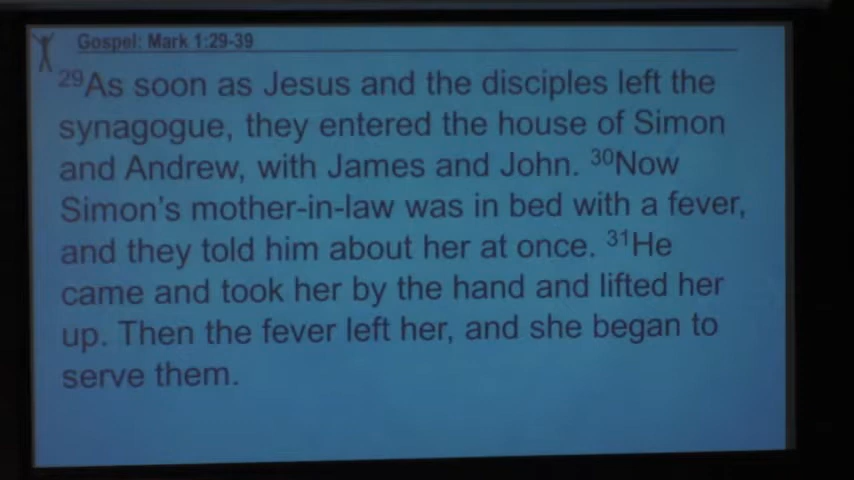 Gospel: Mark 1:29-39
29As soon as Jesus and the disciples left the
synagogue, they entered the house of Simon
and Andrew, with James and John. 30Now
Simon's mother-in-law was in bed with a fever,
and they told him about her at once. 31He
came and took her by the hand and lifted her
up. Then the fever left her, and she began to
serve them.